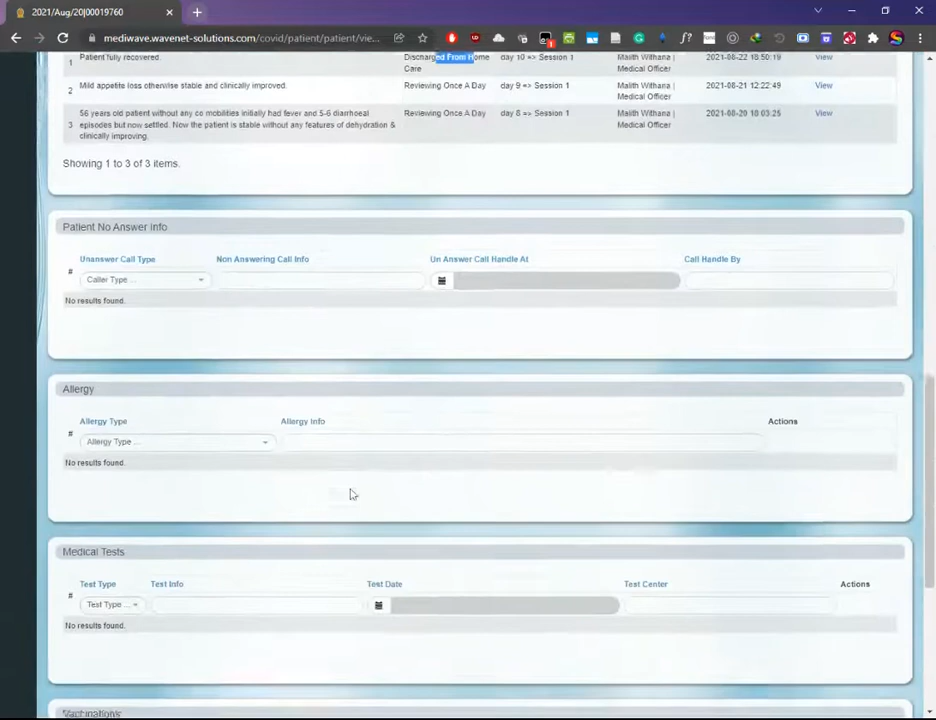 2021/Aug/20|00019760
mediwave.wavenet-solutions.com/covid/patient/patient/vie...
1 Patient fully recovered. Discharged From Home Care day 10 => Session 1 Malith Withana | Medical Officer 2021-08-22 18:50:19 View
2 Mild appetite loss otherwise stable and clinically improved. Reviewing Once A Day day 9 => Session 1 Malith Withana | Medical Officer 2021-08-21 12:22:49 View
3 56 years old patient without any co mobilities initially had fever and 5-6 diarrhoeal Reviewing Once A Day day 8 => Session 1 Malith Withana | Medical Officer 2021-08-20 18:03:25 View
episodes but now settled. Now the patient is stable without any features of dehydration &
clinically improving.
Showing 1 to 3 of 3 items.
Patient No Answer Info
# Unanswer Call Type Non Answering Call Info Un Answer Call Handle At Call Handle By
Caller Type ...
No results found.
Allergy
# Allergy Type Allergy Info Actions
Allergy Type ...
No results found.
Medical Tests
# Test Type Test Info Test Date Test Center Actions
Test Type ...
No results found.
Vaccinations